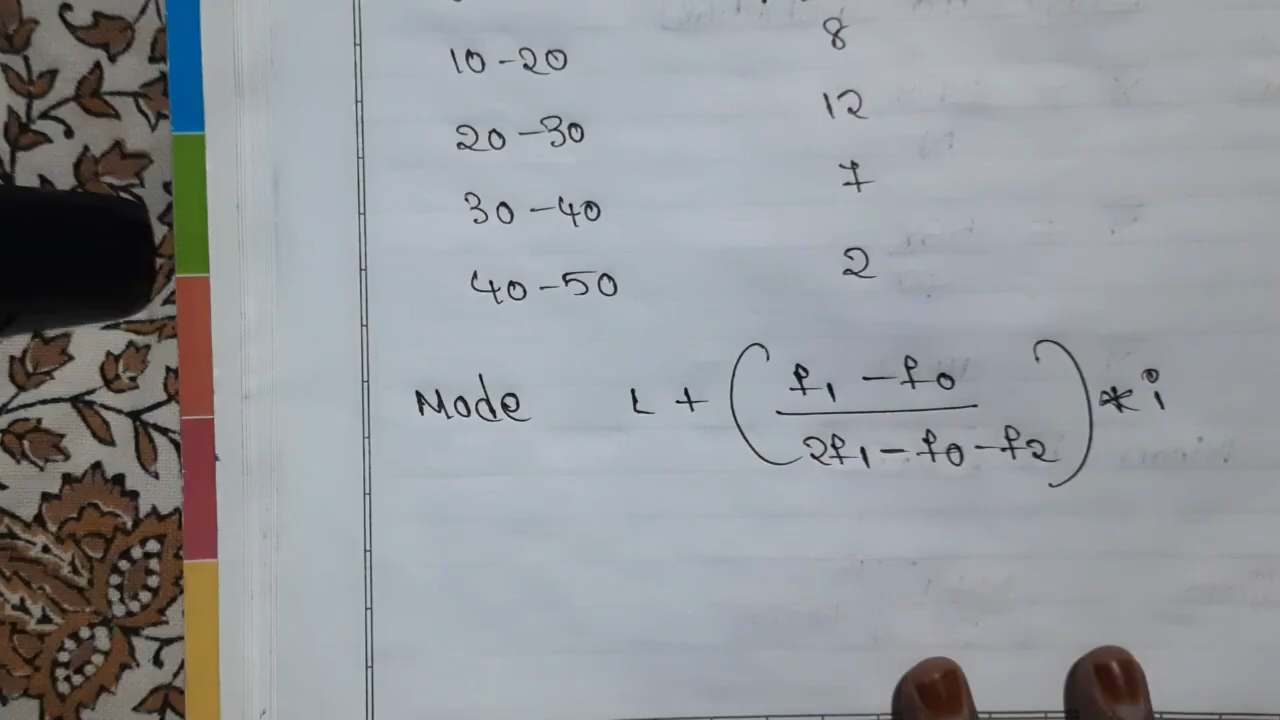 10-20 8
20-30 12
30-40 7
40-50 2
Mode L + ( f1 - f0 / 2f1 - f0 - f2 ) * i